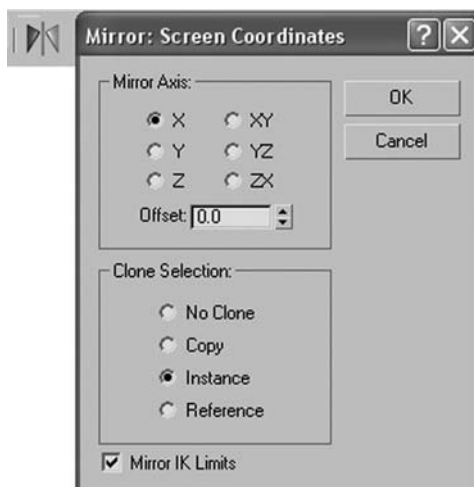 Mirror: Screen Coordinates
Mirror Axis:
X XY
Y YZ
Z ZX
Offset: 0.0
OK
Cancel
Clone Selection:
No Clone
Copy
Instance
Reference
Mirror IK Limits